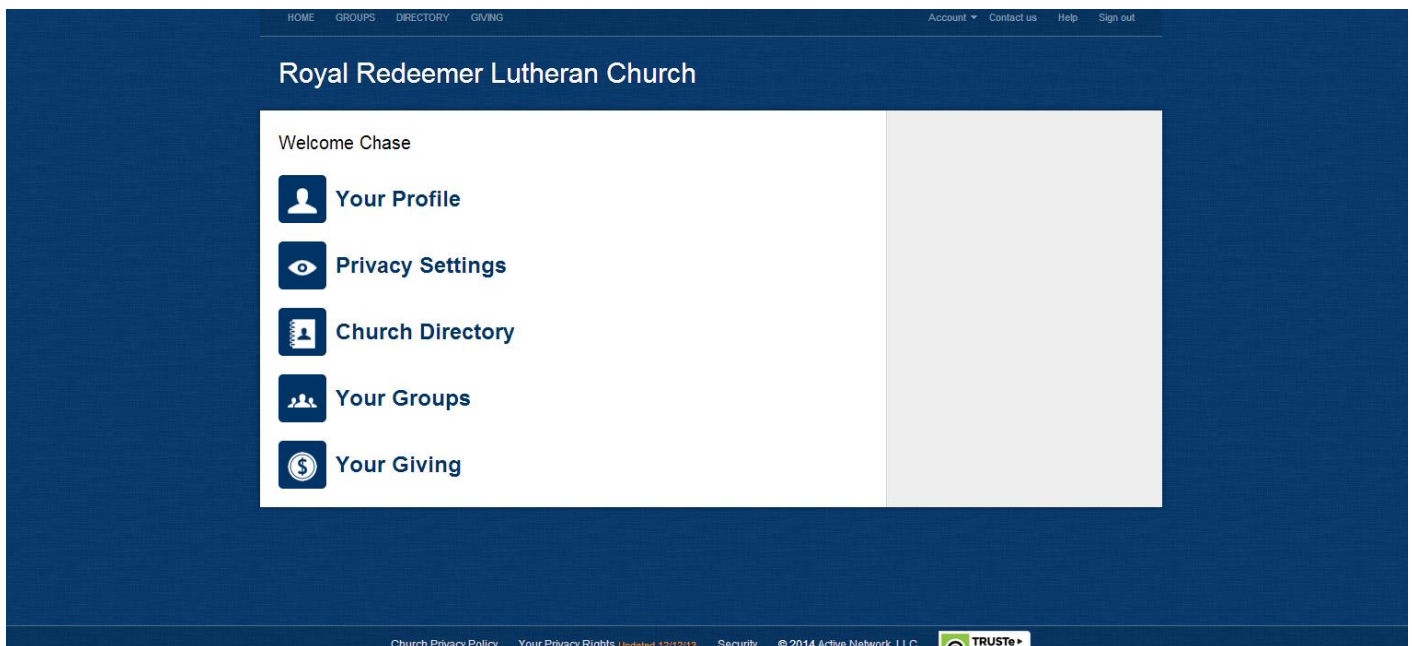 HOME GROUPS DIRECTORY GIVING Account Contact us Help Sign out
Royal Redeemer Lutheran Church
Welcome Chase
Your Profile
Privacy Settings
Church Directory
Your Groups
$ Your Giving
Church Privacy Policy Your Privacy Rights Updated 12/12/13 Security © 2014 Active Network, LLC TRUSTe